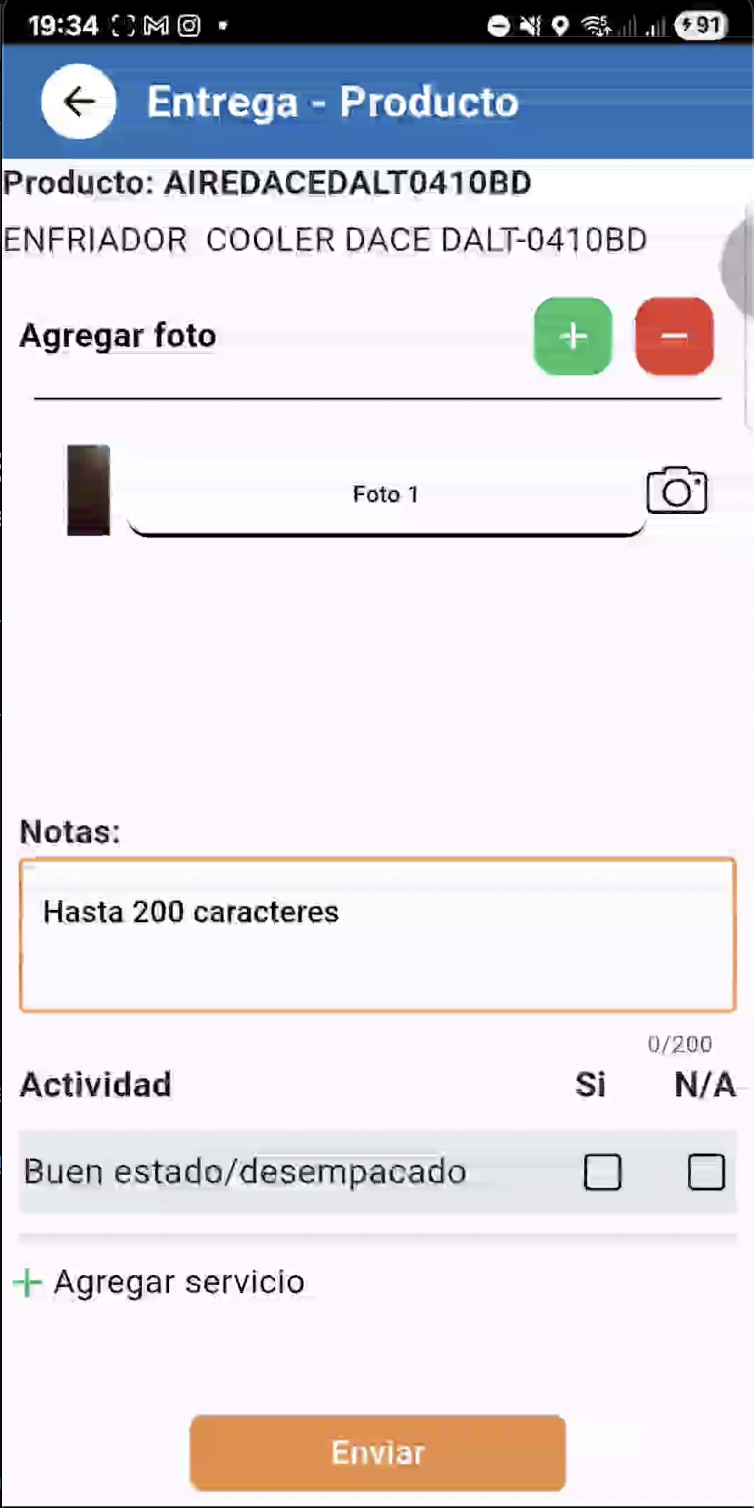 19:34 91
Entrega - Producto
Producto: AIREDACEDALT0410BD
ENFRIADOR COOLER DACE DALT-0410BD
Agregar foto
Foto 1
Notas:
Hasta 200 caracteres
0/200
Actividad Si N/A
Buen estado/desempacado
Agregar servicio
Enviar